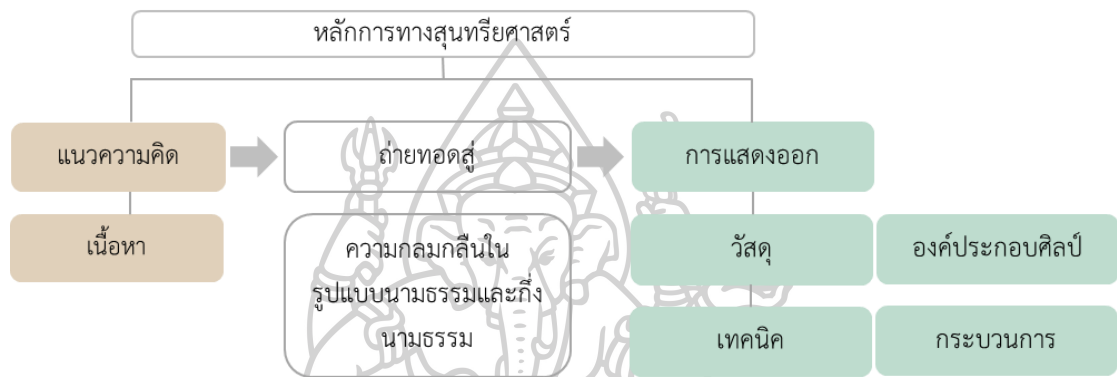 หลักการทางสุนทรียศาสตร์
แนวความคิด
ถ่ายทอดสู่
การแสดงออก
เนื้อหา
ความกลมกลืนใน
รูปแบบนามธรรมและกึ่ง
นามธรรม
วัสดุ
องค์ประกอบศิลป์
เทคนิค
กระบวนการ